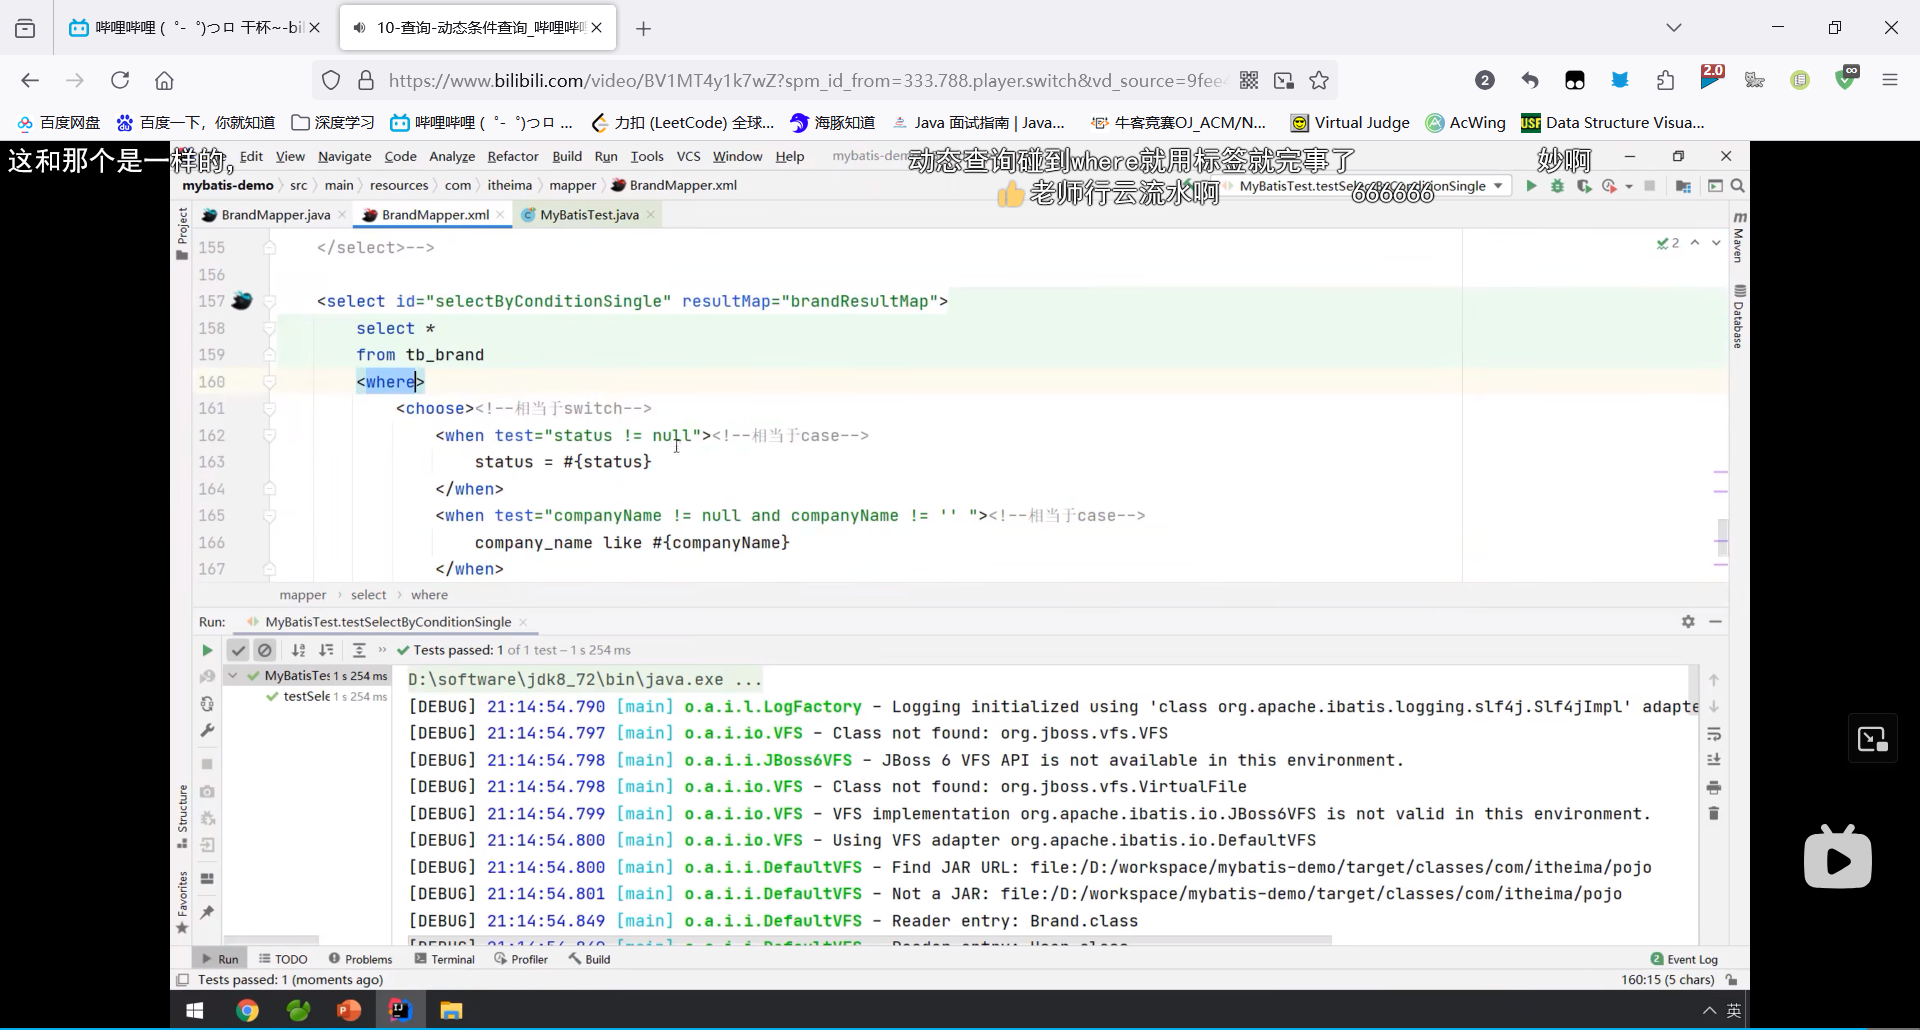 哔哩哔哩 (゜-゜)つロ 干杯~-bil
10-查询-动态条件查询_哔哩哔哩
https://www.bilibili.com/video/BV1MT4y1k7wZ?spm_id_from=333.788.player.switch&vd_source=9fee4
2
2.0
百度网盘
百度一下，你就知道
深度学习
哔哩哔哩 (゜-゜)つロ ...
力扣 (LeetCode) 全球...
海豚知道
Java 面试指南 | Java...
牛客竞赛OJ_ACM/N...
Virtual Judge
AcWing
USF Data Structure Visua...
这和那个是一样的,
Edit View Navigate Code Analyze Refactor Build Run Tools VCS Window Help
动态查询碰到where就用标签就完事了
妙啊
mybatis-demo src main resources com itheima mapper BrandMapper.xml
老师行云流水啊
666666
BrandMapper.java BrandMapper.xml MyBatisTest.java
Project
Maven
Database
2
155 </select>-->
156
157 <select id="selectByConditionSingle" resultMap="brandResultMap">
158 select *
159 from tb_brand
160 <where>
161 <choose><!--相当于switch-->
162 <when test="status != null"><!--相当于case-->
163 status = #{status}
164 </when>
165 <when test="companyName != null and companyName != '' "><!--相当于case-->
166 company_name like #{companyName}
167 </when>
mapper select where
Run: MyBatisTest.testSelectByConditionSingle
Tests passed: 1 of 1 test – 1 s 254 ms
MyBatisTes 1 s 254 ms
testSele 1 s 254 ms
D:\software\jdk8_72\bin\java.exe ...
[DEBUG] 21:14:54.790 [main] o.a.i.l.LogFactory - Logging initialized using 'class org.apache.ibatis.logging.slf4j.Slf4jImpl' adapte
[DEBUG] 21:14:54.797 [main] o.a.i.io.VFS - Class not found: org.jboss.vfs.VFS
[DEBUG] 21:14:54.798 [main] o.a.i.i.JBoss6VFS - JBoss 6 VFS API is not available in this environment.
[DEBUG] 21:14:54.798 [main] o.a.i.io.VFS - Class not found: org.jboss.vfs.VirtualFile
[DEBUG] 21:14:54.799 [main] o.a.i.io.VFS - VFS implementation org.apache.ibatis.io.JBoss6VFS is not valid in this environment.
[DEBUG] 21:14:54.800 [main] o.a.i.io.VFS - Using VFS adapter org.apache.ibatis.io.DefaultVFS
[DEBUG] 21:14:54.800 [main] o.a.i.i.DefaultVFS - Find JAR URL: file:/D:/workspace/mybatis-demo/target/classes/com/itheima/pojo
[DEBUG] 21:14:54.801 [main] o.a.i.i.DefaultVFS - Not a JAR: file:/D:/workspace/mybatis-demo/target/classes/com/itheima/pojo
[DEBUG] 21:14:54.849 [main] o.a.i.i.DefaultVFS - Reader entry: Brand.class
Structure
Favorites
Run TODO Problems Terminal Profiler Build
2 Event Log
Tests passed: 1 (moments ago)
160:15 (5 chars)
英